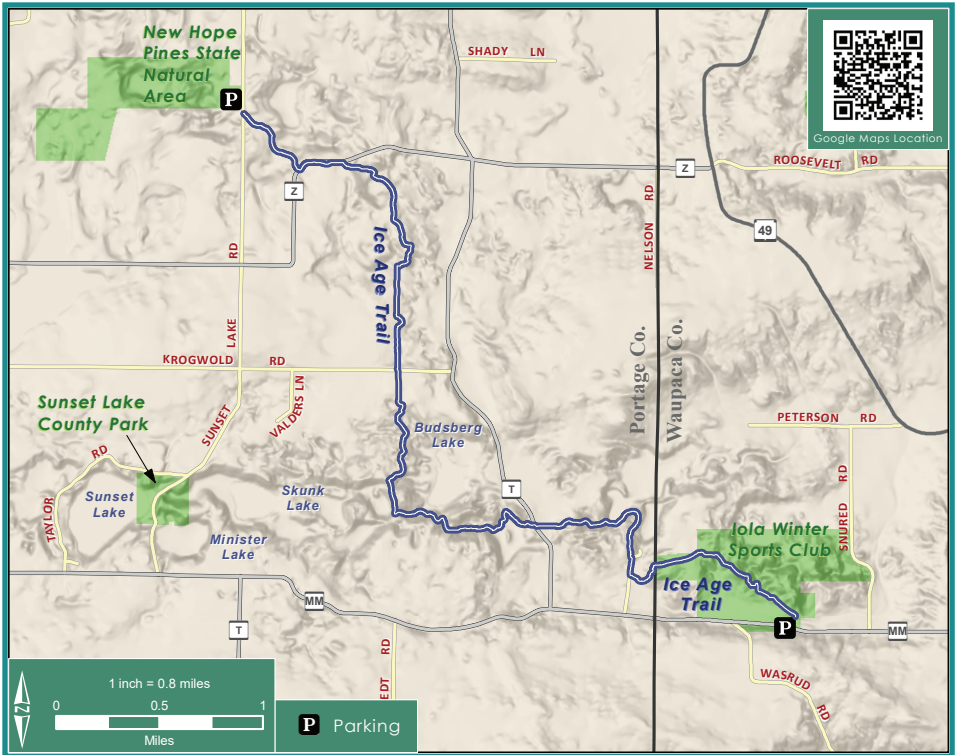 New Hope
Pines State
Natural
Area
P
SHADY LN
Google Maps Location
Z
Z
ROOSEVELT RD
NELSON RD
49
Ice Age Trail
SUNSET LAKE RD
KROGWOLD RD
VALDERS LN
Portage Co.
Waupaca Co.
Sunset Lake
County Park
Budsberg
Lake
PETERSON RD
TAYLOR RD
Sunset
Lake
Skunk
Lake
T
SNURED RD
Minister
Lake
Iola Winter
Sports Club
Ice Age
Trail
MM
T
P
MM
EDT RD
WASRUD RD
N
1 inch = 0.8 miles
0 0.5 1
Miles
P Parking